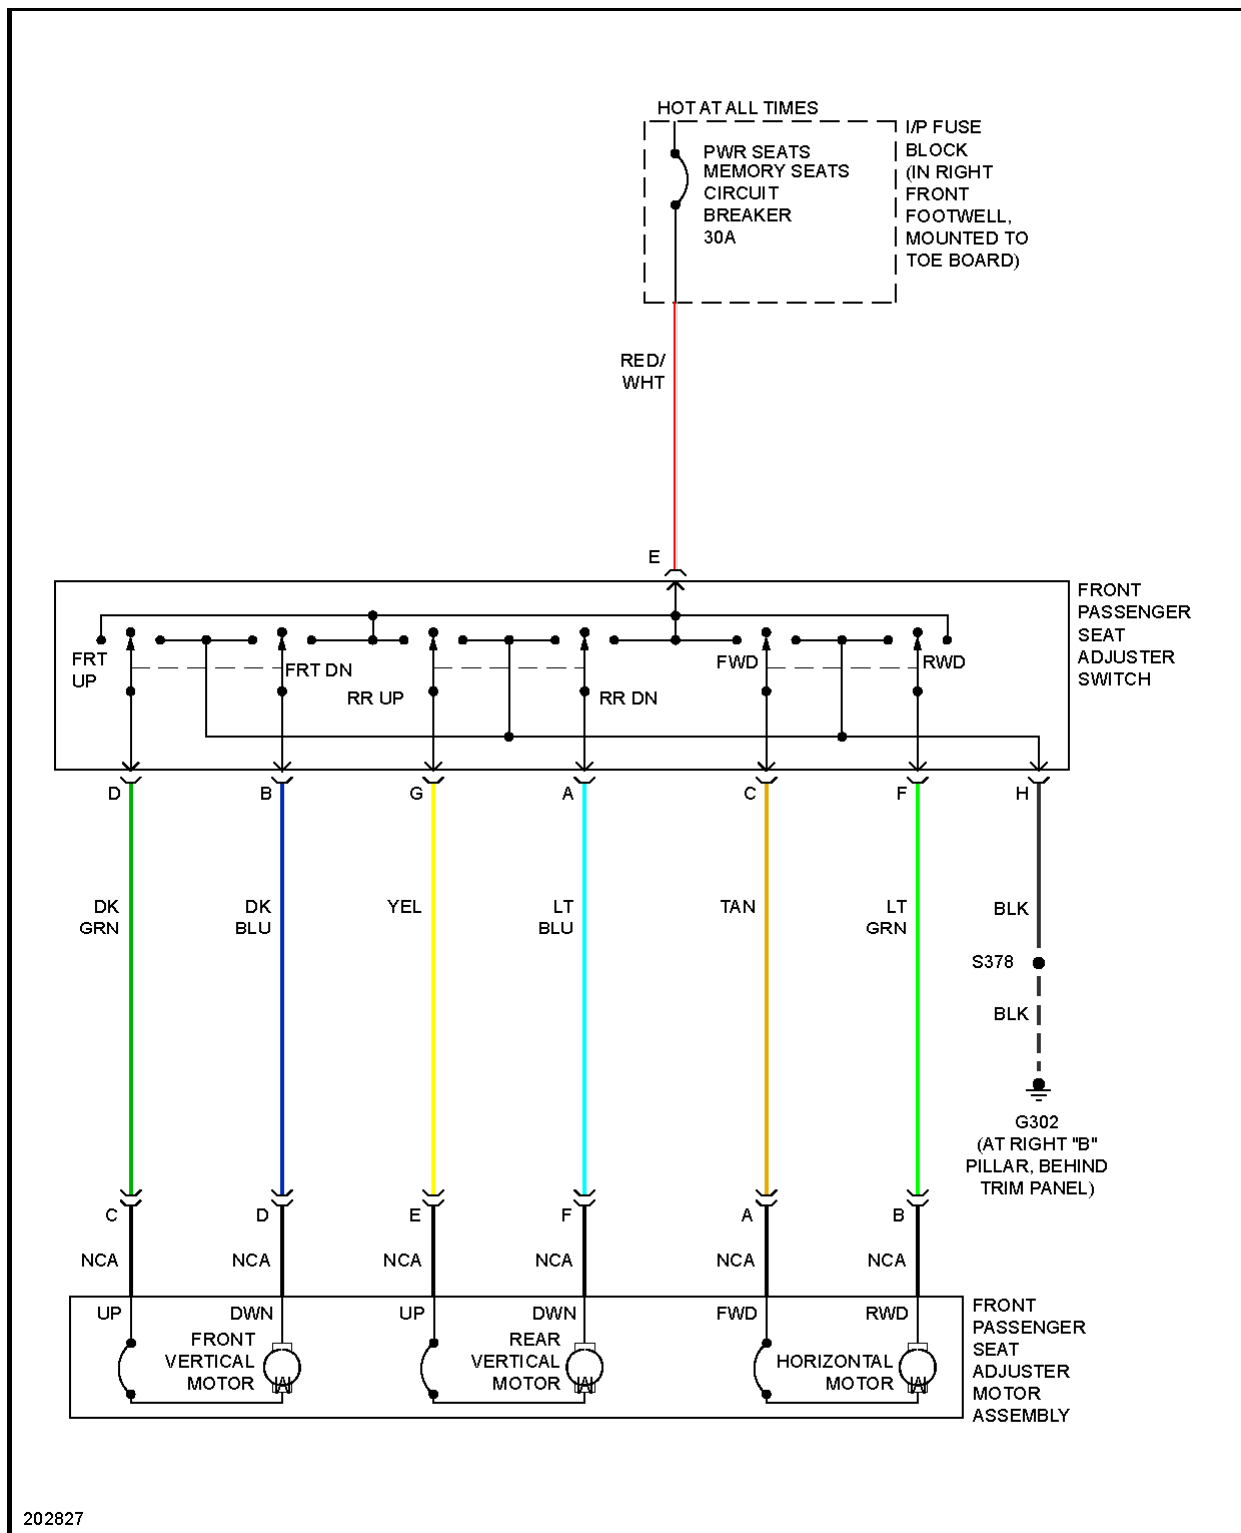 HOT AT ALL TIMES
PWR SEATS
MEMORY SEATS
CIRCUIT
BREAKER
30A
I/P FUSE
BLOCK
(IN RIGHT
FRONT
FOOTWELL,
MOUNTED TO
TOE BOARD)
RED/
WHT
E
FRONT
PASSENGER
SEAT
ADJUSTER
SWITCH
FRT
UP
FRT DN
RR UP
RR DN
FWD
RWD
D
B
G
A
C
F
H
DK
GRN
DK
BLU
YEL
LT
BLU
TAN
LT
GRN
BLK
S378
BLK
G302
(AT RIGHT "B"
PILLAR, BEHIND
TRIM PANEL)
C
D
E
F
A
B
NCA
NCA
NCA
NCA
NCA
NCA
UP
DWN
UP
DWN
FWD
RWD
FRONT
VERTICAL
MOTOR
REAR
VERTICAL
MOTOR
HORIZONTAL
MOTOR
FRONT
PASSENGER
SEAT
ADJUSTER
MOTOR
ASSEMBLY
202827